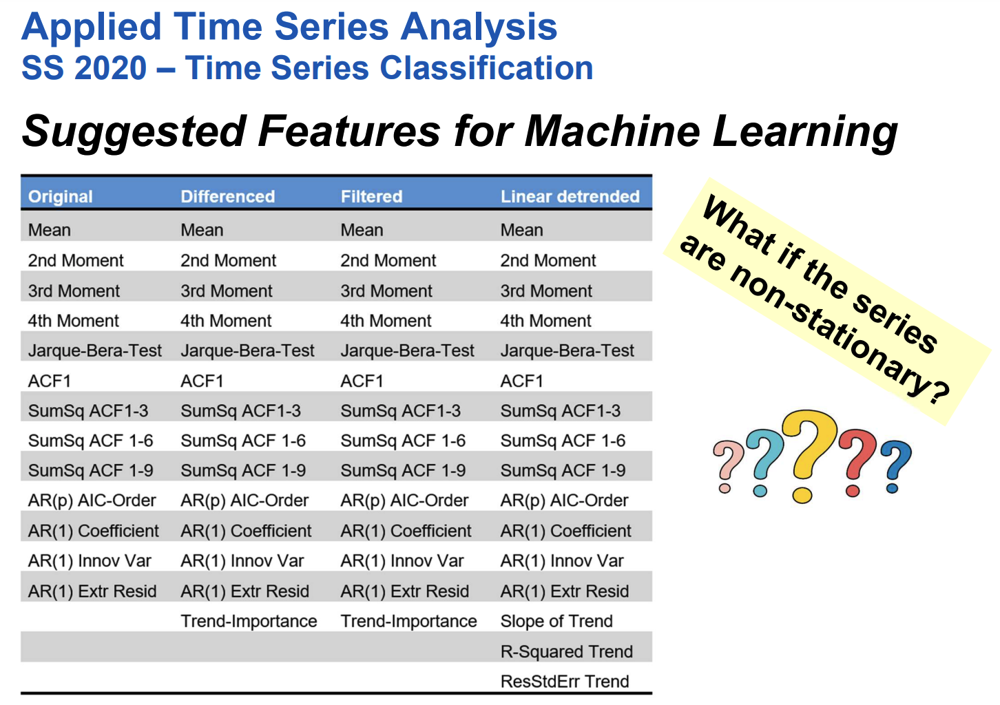 Applied Time Series Analysis
SS 2020 – Time Series Classification
Suggested Features for Machine Learning
Original Differenced Filtered Linear detrended
Mean Mean Mean Mean
2nd Moment 2nd Moment 2nd Moment 2nd Moment
3rd Moment 3rd Moment 3rd Moment 3rd Moment
4th Moment 4th Moment 4th Moment 4th Moment
Jarque-Bera-Test Jarque-Bera-Test Jarque-Bera-Test Jarque-Bera-Test
ACF1 ACF1 ACF1 ACF1
SumSq ACF1-3 SumSq ACF1-3 SumSq ACF1-3 SumSq ACF1-3
SumSq ACF 1-6 SumSq ACF 1-6 SumSq ACF 1-6 SumSq ACF 1-6
SumSq ACF 1-9 SumSq ACF 1-9 SumSq ACF 1-9 SumSq ACF 1-9
AR(p) AIC-Order AR(p) AIC-Order AR(p) AIC-Order AR(p) AIC-Order
AR(1) Coefficient AR(1) Coefficient AR(1) Coefficient AR(1) Coefficient
AR(1) Innov Var AR(1) Innov Var AR(1) Innov Var AR(1) Innov Var
AR(1) Extr Resid AR(1) Extr Resid AR(1) Extr Resid AR(1) Extr Resid
Trend-Importance Trend-Importance Slope of Trend
R-Squared Trend
ResStdErr Trend
What if the series
are non-stationary?
? ? ? ? ?